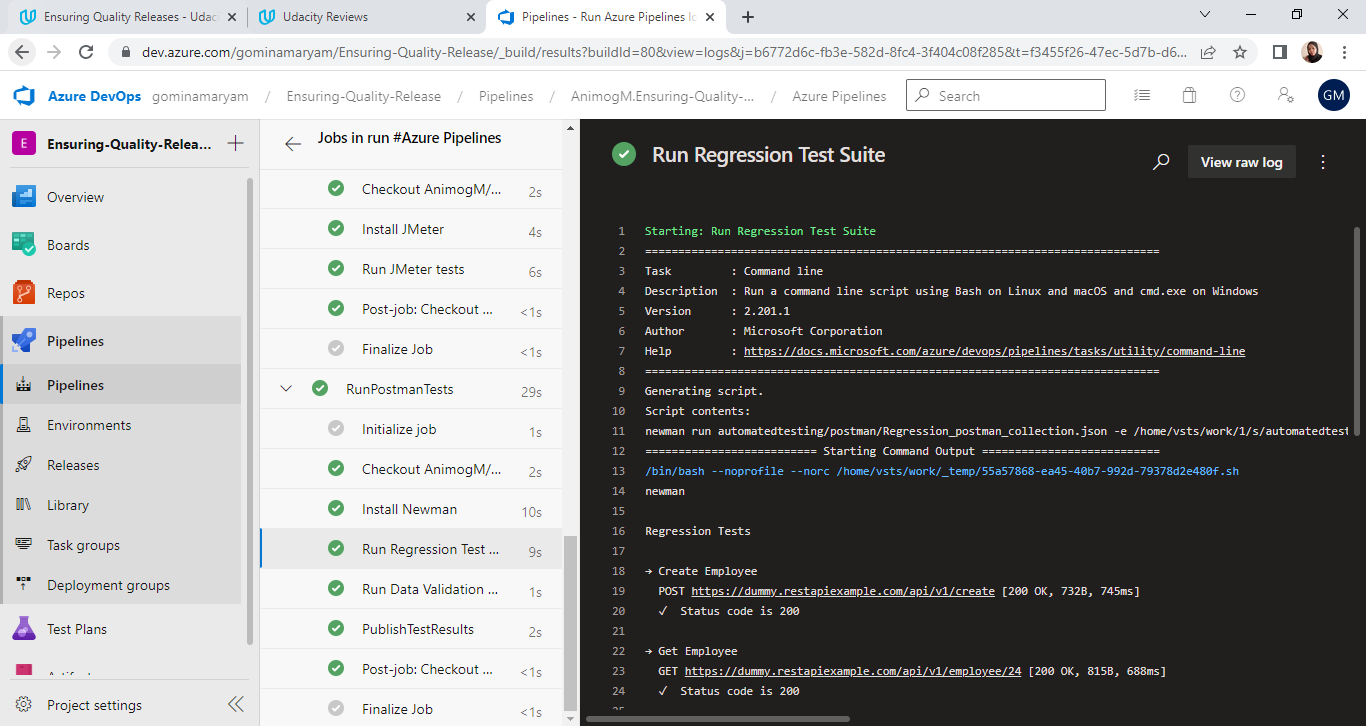 Ensuring Quality Releases - Udac
Udacity Reviews
Pipelines - Run Azure Pipelines lo
dev.azure.com/gominamaryam/Ensuring-Quality-Release/_build/results?buildId=80&view=logs&j=b6772d6c-fb3e-582d-8fc4-3f404c08f285&t=f3455f26-47ec-5d7b-d6...
Azure DevOps gominamaryam / Ensuring-Quality-Release / Pipelines / AnimogM.Ensuring-Quality-... / Azure Pipelines
Search
GM
E Ensuring-Quality-Relea...
Overview
Boards
Repos
Pipelines
Pipelines
Environments
Releases
Library
Task groups
Deployment groups
Test Plans
Project settings
Jobs in run #Azure Pipelines
Checkout AnimogM/... 2s
Install JMeter 4s
Run JMeter tests 6s
Post-job: Checkout ... <1s
Finalize Job <1s
RunPostmanTests 29s
Initialize job 1s
Checkout AnimogM/... 2s
Install Newman 10s
Run Regression Test ... 9s
Run Data Validation ... 1s
PublishTestResults 2s
Post-job: Checkout ... <1s
Finalize Job <1s
Run Regression Test Suite
View raw log
1 Starting: Run Regression Test Suite
2 ==============================================================================
3 Task         : Command line
4 Description  : Run a command line script using Bash on Linux and macOS and cmd.exe on Windows
5 Version      : 2.201.1
6 Author       : Microsoft Corporation
7 Help         : https://docs.microsoft.com/azure/devops/pipelines/tasks/utility/command-line
8 ==============================================================================
9 Generating script.
10 Script contents:
11 newman run automatedtesting/postman/Regression_postman_collection.json -e /home/vsts/work/1/s/automatedtest
12 ========================== Starting Command Output ===========================
13 /bin/bash --noprofile --norc /home/vsts/work/_temp/55a57868-ea45-40b7-992d-79378d2e480f.sh
14 newman
15
16 Regression Tests
17
18 → Create Employee
19 POST https://dummy.restapiexample.com/api/v1/create [200 OK, 732B, 745ms]
20 ✓ Status code is 200
21
22 → Get Employee
23 GET https://dummy.restapiexample.com/api/v1/employee/24 [200 OK, 815B, 688ms]
24 ✓ Status code is 200